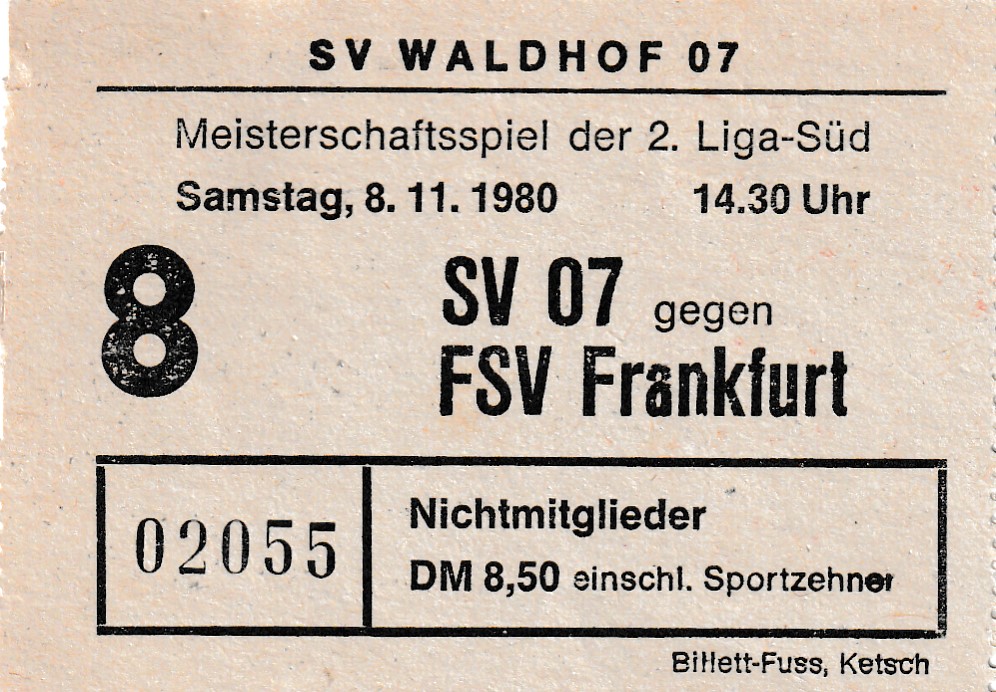 SV WALDHOF 07
Meisterschaftsspiel der 2. Liga-Süd
Samstag, 8. 11. 1980 14.30 Uhr
8
SV 07 gegen
FSV Frankfurt
02055
Nichtmitglieder
DM 8,50 einschl. Sportzehner
Billett-Fuss, Ketsch